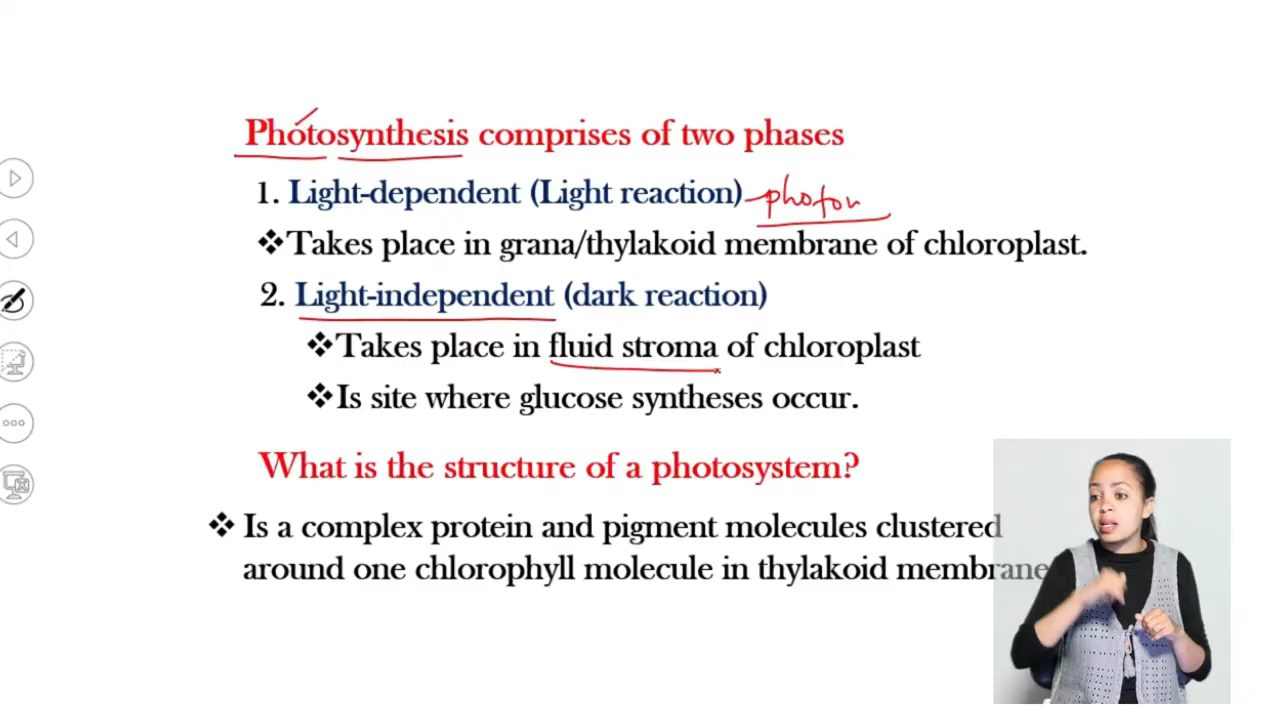 Photosynthesis comprises of two phases
1. Light-dependent (Light reaction) photon
❖Takes place in grana/thylakoid membrane of chloroplast.
2. Light-independent (dark reaction)
❖Takes place in fluid stroma of chloroplast
❖Is site where glucose syntheses occur.
What is the structure of a photosystem?
❖ Is a complex protein and pigment molecules clustered
around one chlorophyll molecule in thylakoid membrane